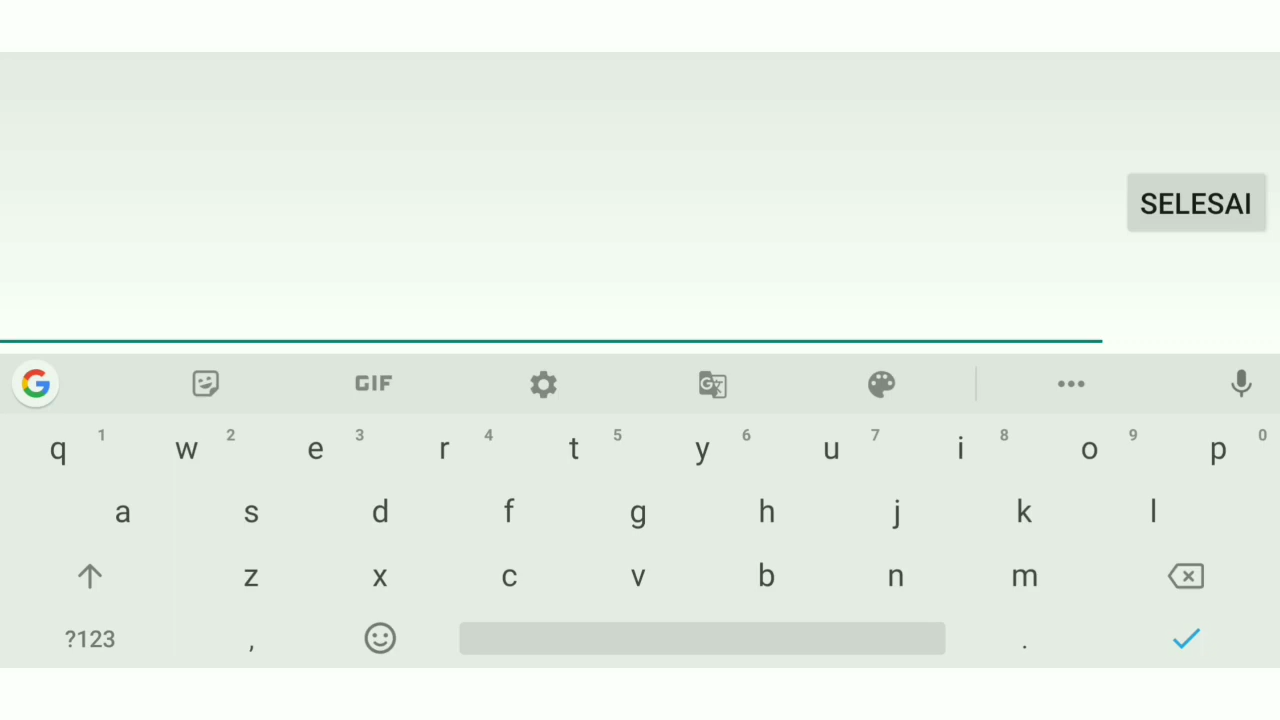 SELESAI
G GIF G
q 1 w 2 e 3 r 4 t 5 y 6 u 7 i 8 o 9 p 0
a s d f g h j k l
z x c v b n m
?123 , .